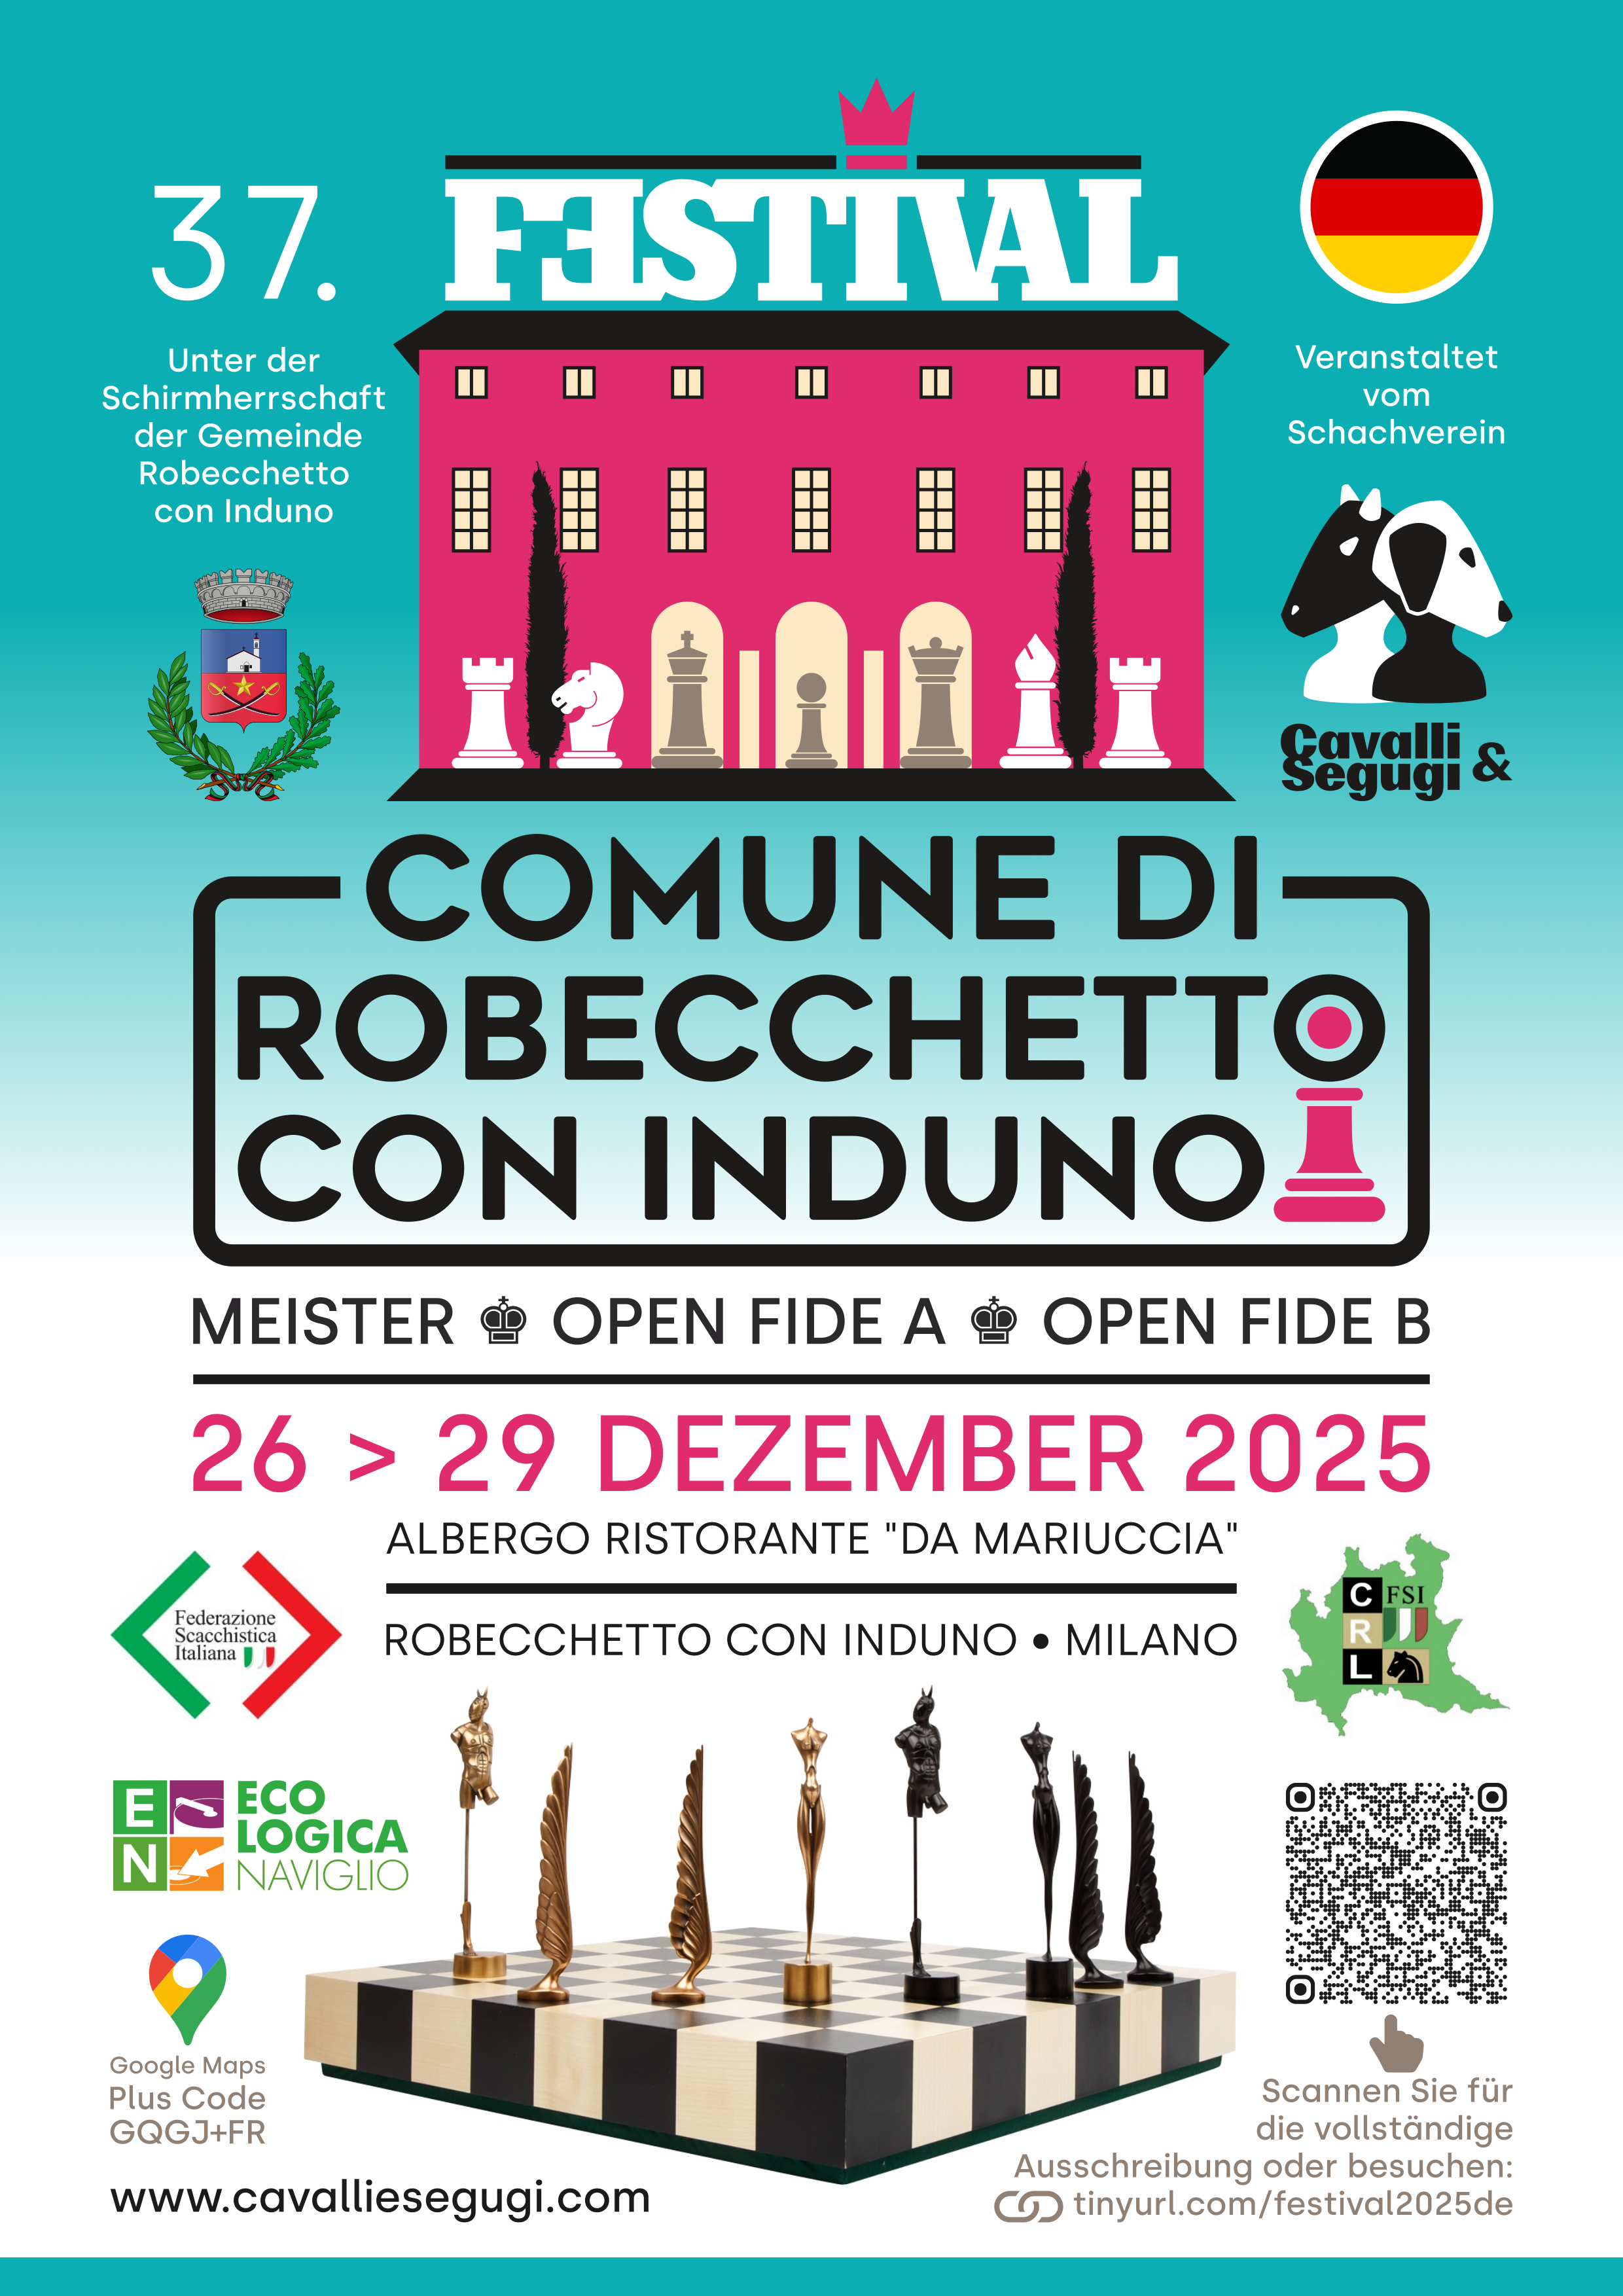 37.
FESTIVAL
Unter der
Schirmherrschaft
der Gemeinde
Robecchetto
con Induno
Veranstaltet
vom
Schachverein
Cavalli
Segugi &
COMUNE DI
ROBECCHETTO
CON INDUNO
MEISTER ♚ OPEN FIDE A ♚ OPEN FIDE B
26 > 29 DEZEMBER 2025
ALBERGO RISTORANTE "DA MARIUCCIA"
ROBECCHETTO CON INDUNO • MILANO
Federazione
Scacchistica
Italiana
C FSI
R
L
EN
ECO
LOGICA
NAVIGLIO
Google Maps
Plus Code
GQGJ+FR
www.cavalliesegugi.com
Scannen Sie für
die vollständige
Ausschreibung oder besuchen:
tinyurl.com/festival2025de